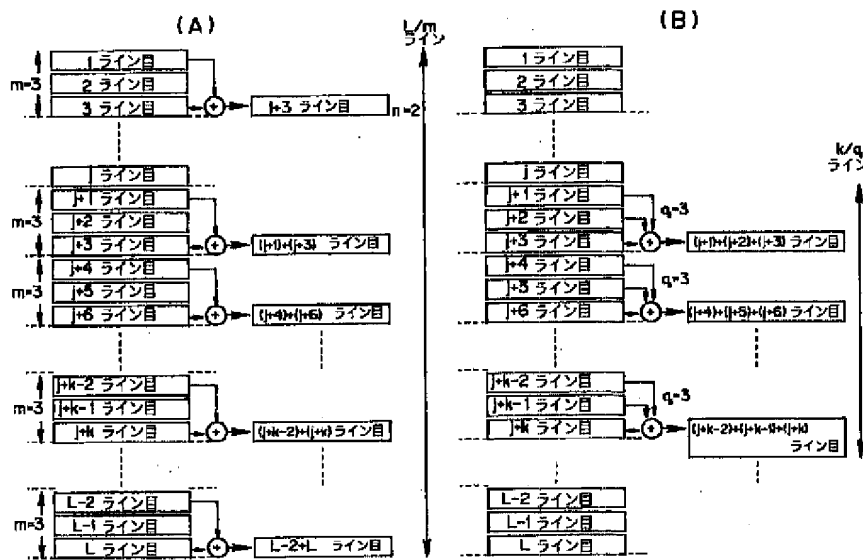 (A)
L/m
ライン
m=3
1 ライン目
2 ライン目
3 ライン目
1+3 ライン目
n=2
j ライン目
m=3
j+1 ライン目
j+2 ライン目
j+3 ライン目
(j+1)+(j+3) ライン目
m=3
j+4 ライン目
j+5 ライン目
j+6 ライン目
(j+4)+(j+6) ライン目
m=3
j+k-2 ライン目
j+k-1 ライン目
j+k ライン目
(j+k-2)+(j+k) ライン目
m=3
L-2 ライン目
L-1 ライン目
L ライン目
L-2+L ライン目
(B)
1 ライン目
2 ライン目
3 ライン目
k/q
ライン
j ライン目
j+1 ライン目
j+2 ライン目
j+3 ライン目
q=3
(j+1)+(j+2)+(j+3) ライン目
j+4 ライン目
j+5 ライン目
j+6 ライン目
q=3
(j+4)+(j+5)+(j+6) ライン目
j+k-2 ライン目
j+k-1 ライン目
j+k ライン目
q=3
(j+k-2)+(j+k-1)+(j+k)
ライン目
L-2 ライン目
L-1 ライン目
L ライン目